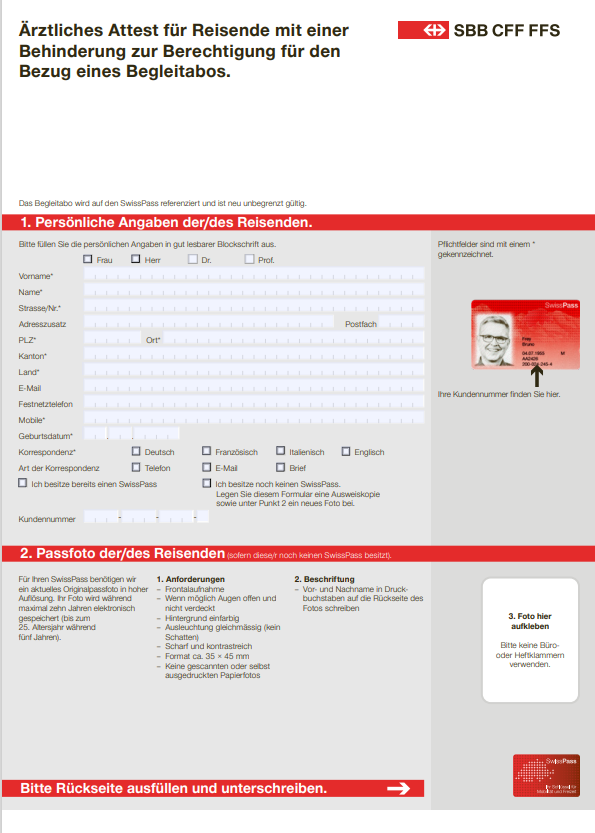 Ärztliches Attest für Reisende mit einer
Behinderung zur Berechtigung für den
Bezug eines Begleitabos.
SBB CFF FFS
Das Begleitabo wird auf den SwissPass referenziert und ist neu unbegrenzt gültig.
1. Persönliche Angaben der/des Reisenden.
Bitte füllen Sie die persönlichen Angaben in gut lesbarer Blockschrift aus.
Frau Herr Dr. Prof.
Vorname*
Name*
Strasse/Nr.*
Adresszusatz Postfach
PLZ* Ort*
Kanton*
Land*
E-Mail
Festnetztelefon
Mobile*
Geburtsdatum*
Korrespondenz* Deutsch Französisch Italienisch Englisch
Art der Korrespondenz Telefon E-Mail Brief
Ich besitze bereits einen SwissPass
Ich besitze noch keinen SwissPass.
Legen Sie diesem Formular eine Ausweiskopie
sowie unter Punkt 2 ein neues Foto bei.
Kundennummer
Pflichtfelder sind mit einem *
gekennzeichnet.
SwissPass
Frey
Bruno
04.07.1993 M
Ihre Kundennummer finden Sie hier.
2. Passfoto der/des Reisenden (sofern diese/r noch keinen SwissPass besitzt).
Für Ihren SwissPass benötigen wir
ein aktuelles Originalpassfoto in hoher
Auflösung. Ihr Foto wird während
maximal zehn Jahren elektronisch
gespeichert (bis zum
25. Altersjahr während
fünf Jahren).
1. Anforderungen
– Frontalaufnahme
– Wenn möglich Augen offen und
nicht verdeckt
– Hintergrund einfarbig
– Ausleuchtung gleichmässig (kein
Schatten)
– Scharf und kontrastreich
– Format ca. 35 × 45 mm
– Keine gescannten oder selbst
ausgedruckten Papierfotos
2. Beschriftung
– Vor- und Nachname in Druck-
buchstaben auf die Rückseite des
Fotos schreiben
3. Foto hier
aufkleben
Bitte keine Büro-
oder Heftklammern
verwenden.
SwissPass
Ihr Schlüssel für
Mobilität und Freizeit
Bitte Rückseite ausfüllen und unterschreiben.